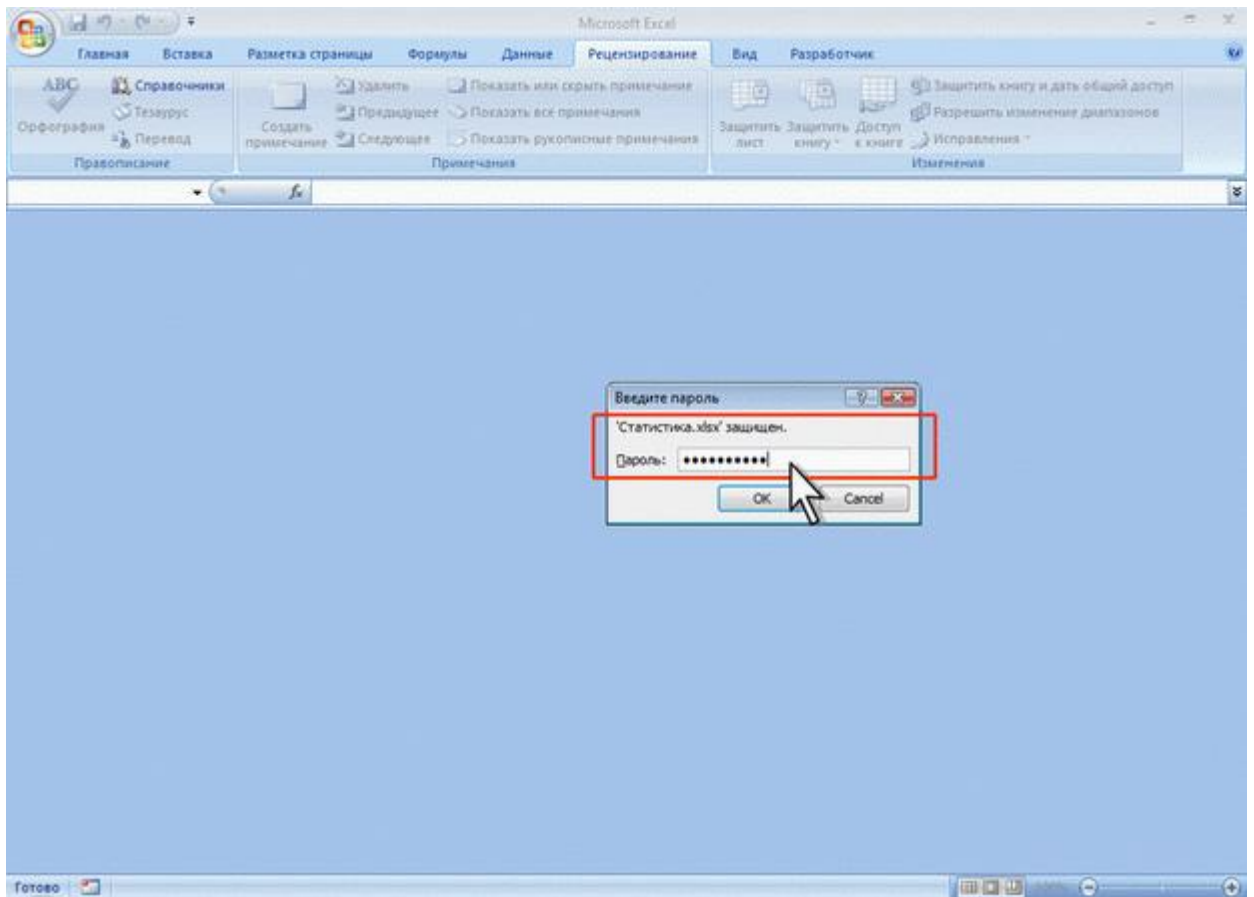 Microsoft Excel
Главная Вставка Разметка страницы Формулы Данные Рецензирование Вид Разработчик
ABC Справочники Удалить Показать или скрыть примечание Защитить книгу и дать общий доступ
Тезаурус Предыдущее Показать все примечания Разрешить изменение диапазонов
Орфография Перевод Создать примечание Следующее Показать рукописные примечания Защитить лист Защитить книгу Доступ к книге Исправления
Правописание Примечания Изменения
fx
Введите пароль
'Статистика.xlsx' защищен.
Пароль: ••••••••••
OK Cancel
Готово